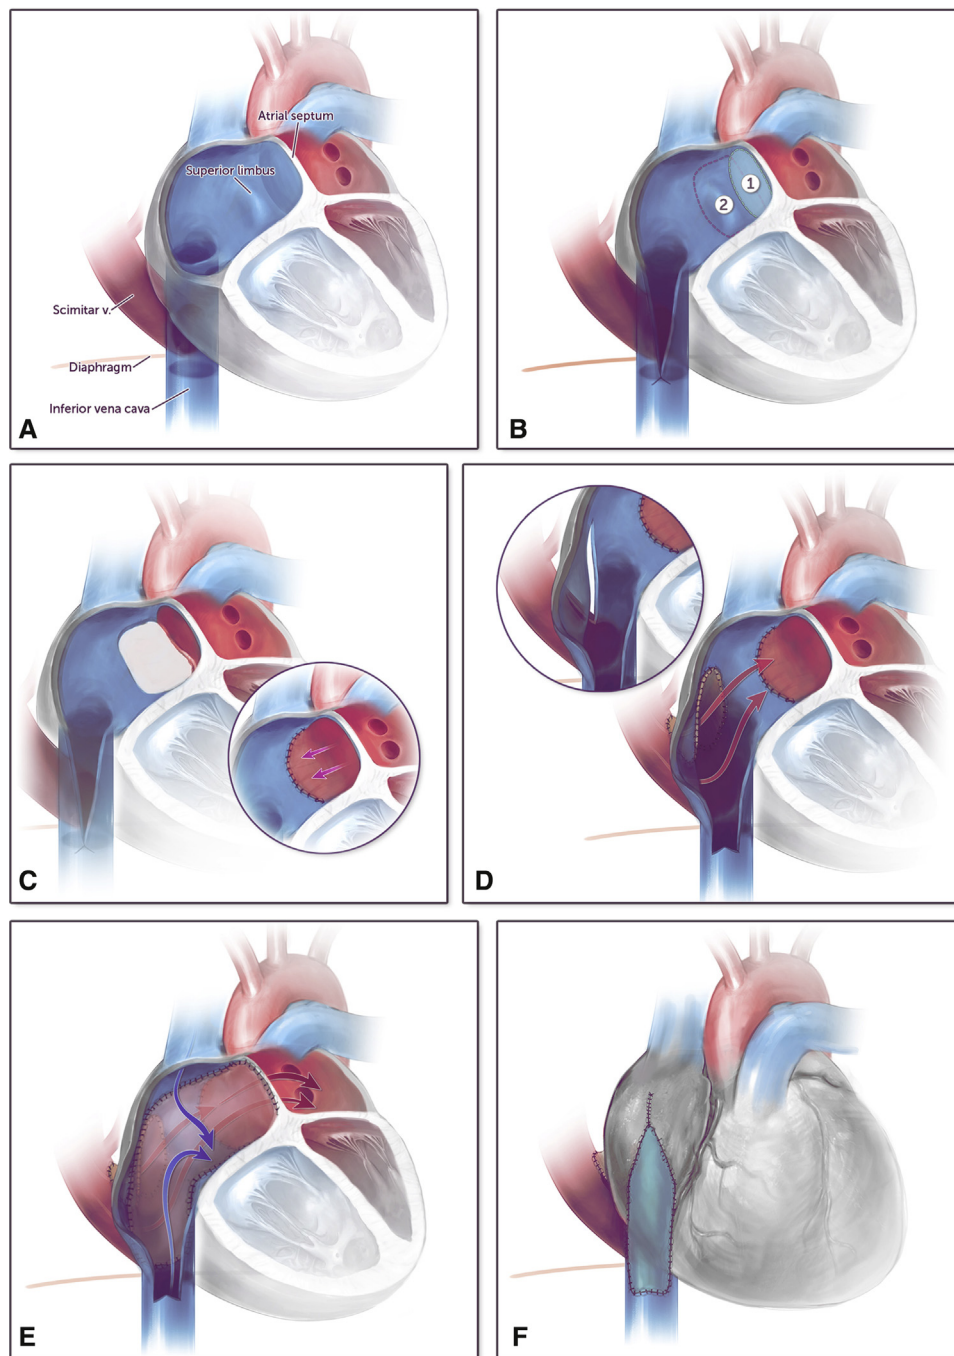 Atrial septum
Superior limbus
Scimitar v.
Diaphragm
Inferior vena cava
A
1
2
B
C
D
E
F